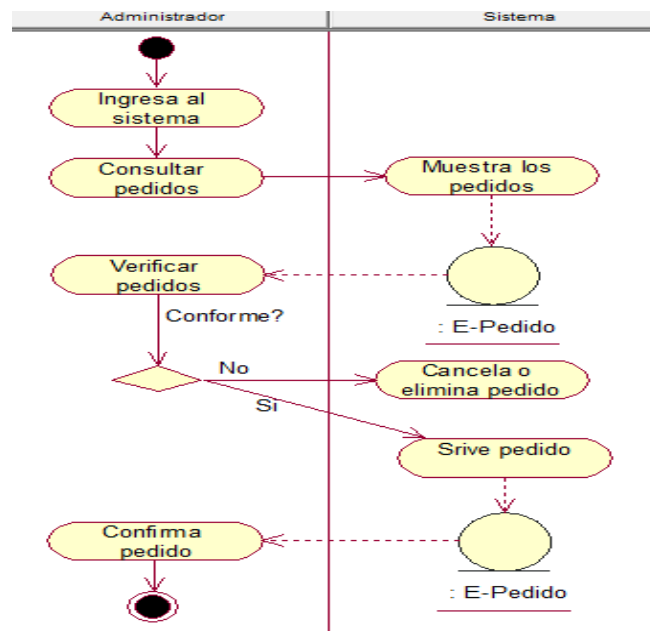 Administrador
Sistema
Ingresa al
sistema
Consultar
pedidos
Muestra los
pedidos
Verificar
pedidos
: E-Pedido
Conforme?
No
Cancela o
elimina pedido
Si
Srive pedido
Confirma
pedido
: E-Pedido